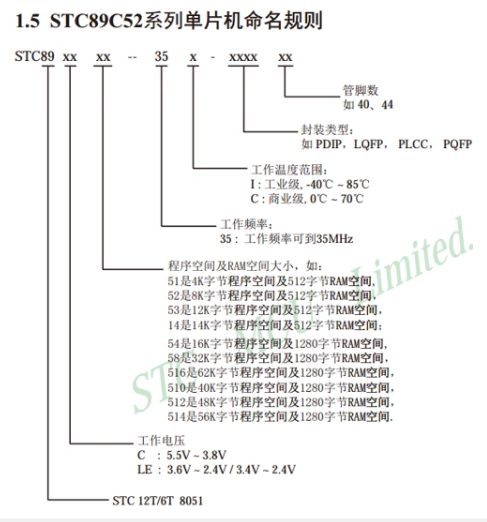 1.5 STC89C52系列单片机命名规则
STC89 xx xx -- 35 x - xxxx xx
管脚数
如 40、44
封装类型：
如 PDIP， LQFP， PLCC， PQFP
工作温度范围：
I : 工业级, -40℃ ~ 85℃
C : 商业级, 0℃ ~ 70℃
工作频率：
35 : 工作频率可到35MHz
程序空间及RAM空间大小，如：
51是4K字节程序空间及512字节RAM空间,
52是8K字节程序空间及512字节RAM空间，
53是12K字节程序空间及512字节RAM空间，
14是14K字节程序空间及512字节RAM空间；
54是16K字节程序空间及1280字节RAM空间,
58是32K字节程序空间及1280字节RAM空间，
516是62K字节程序空间及1280字节RAM空间，
510是40K字节程序空间及1280字节RAM空间，
512是48K字节程序空间及1280字节RAM空间，
514是56K字节程序空间及1280字节RAM空间.
工作电压
C : 5.5V ~ 3.8V
LE : 3.6V ~ 2.4V / 3.4V ~ 2.4V
STC 12T/6T 8051
STC MCU Limited.